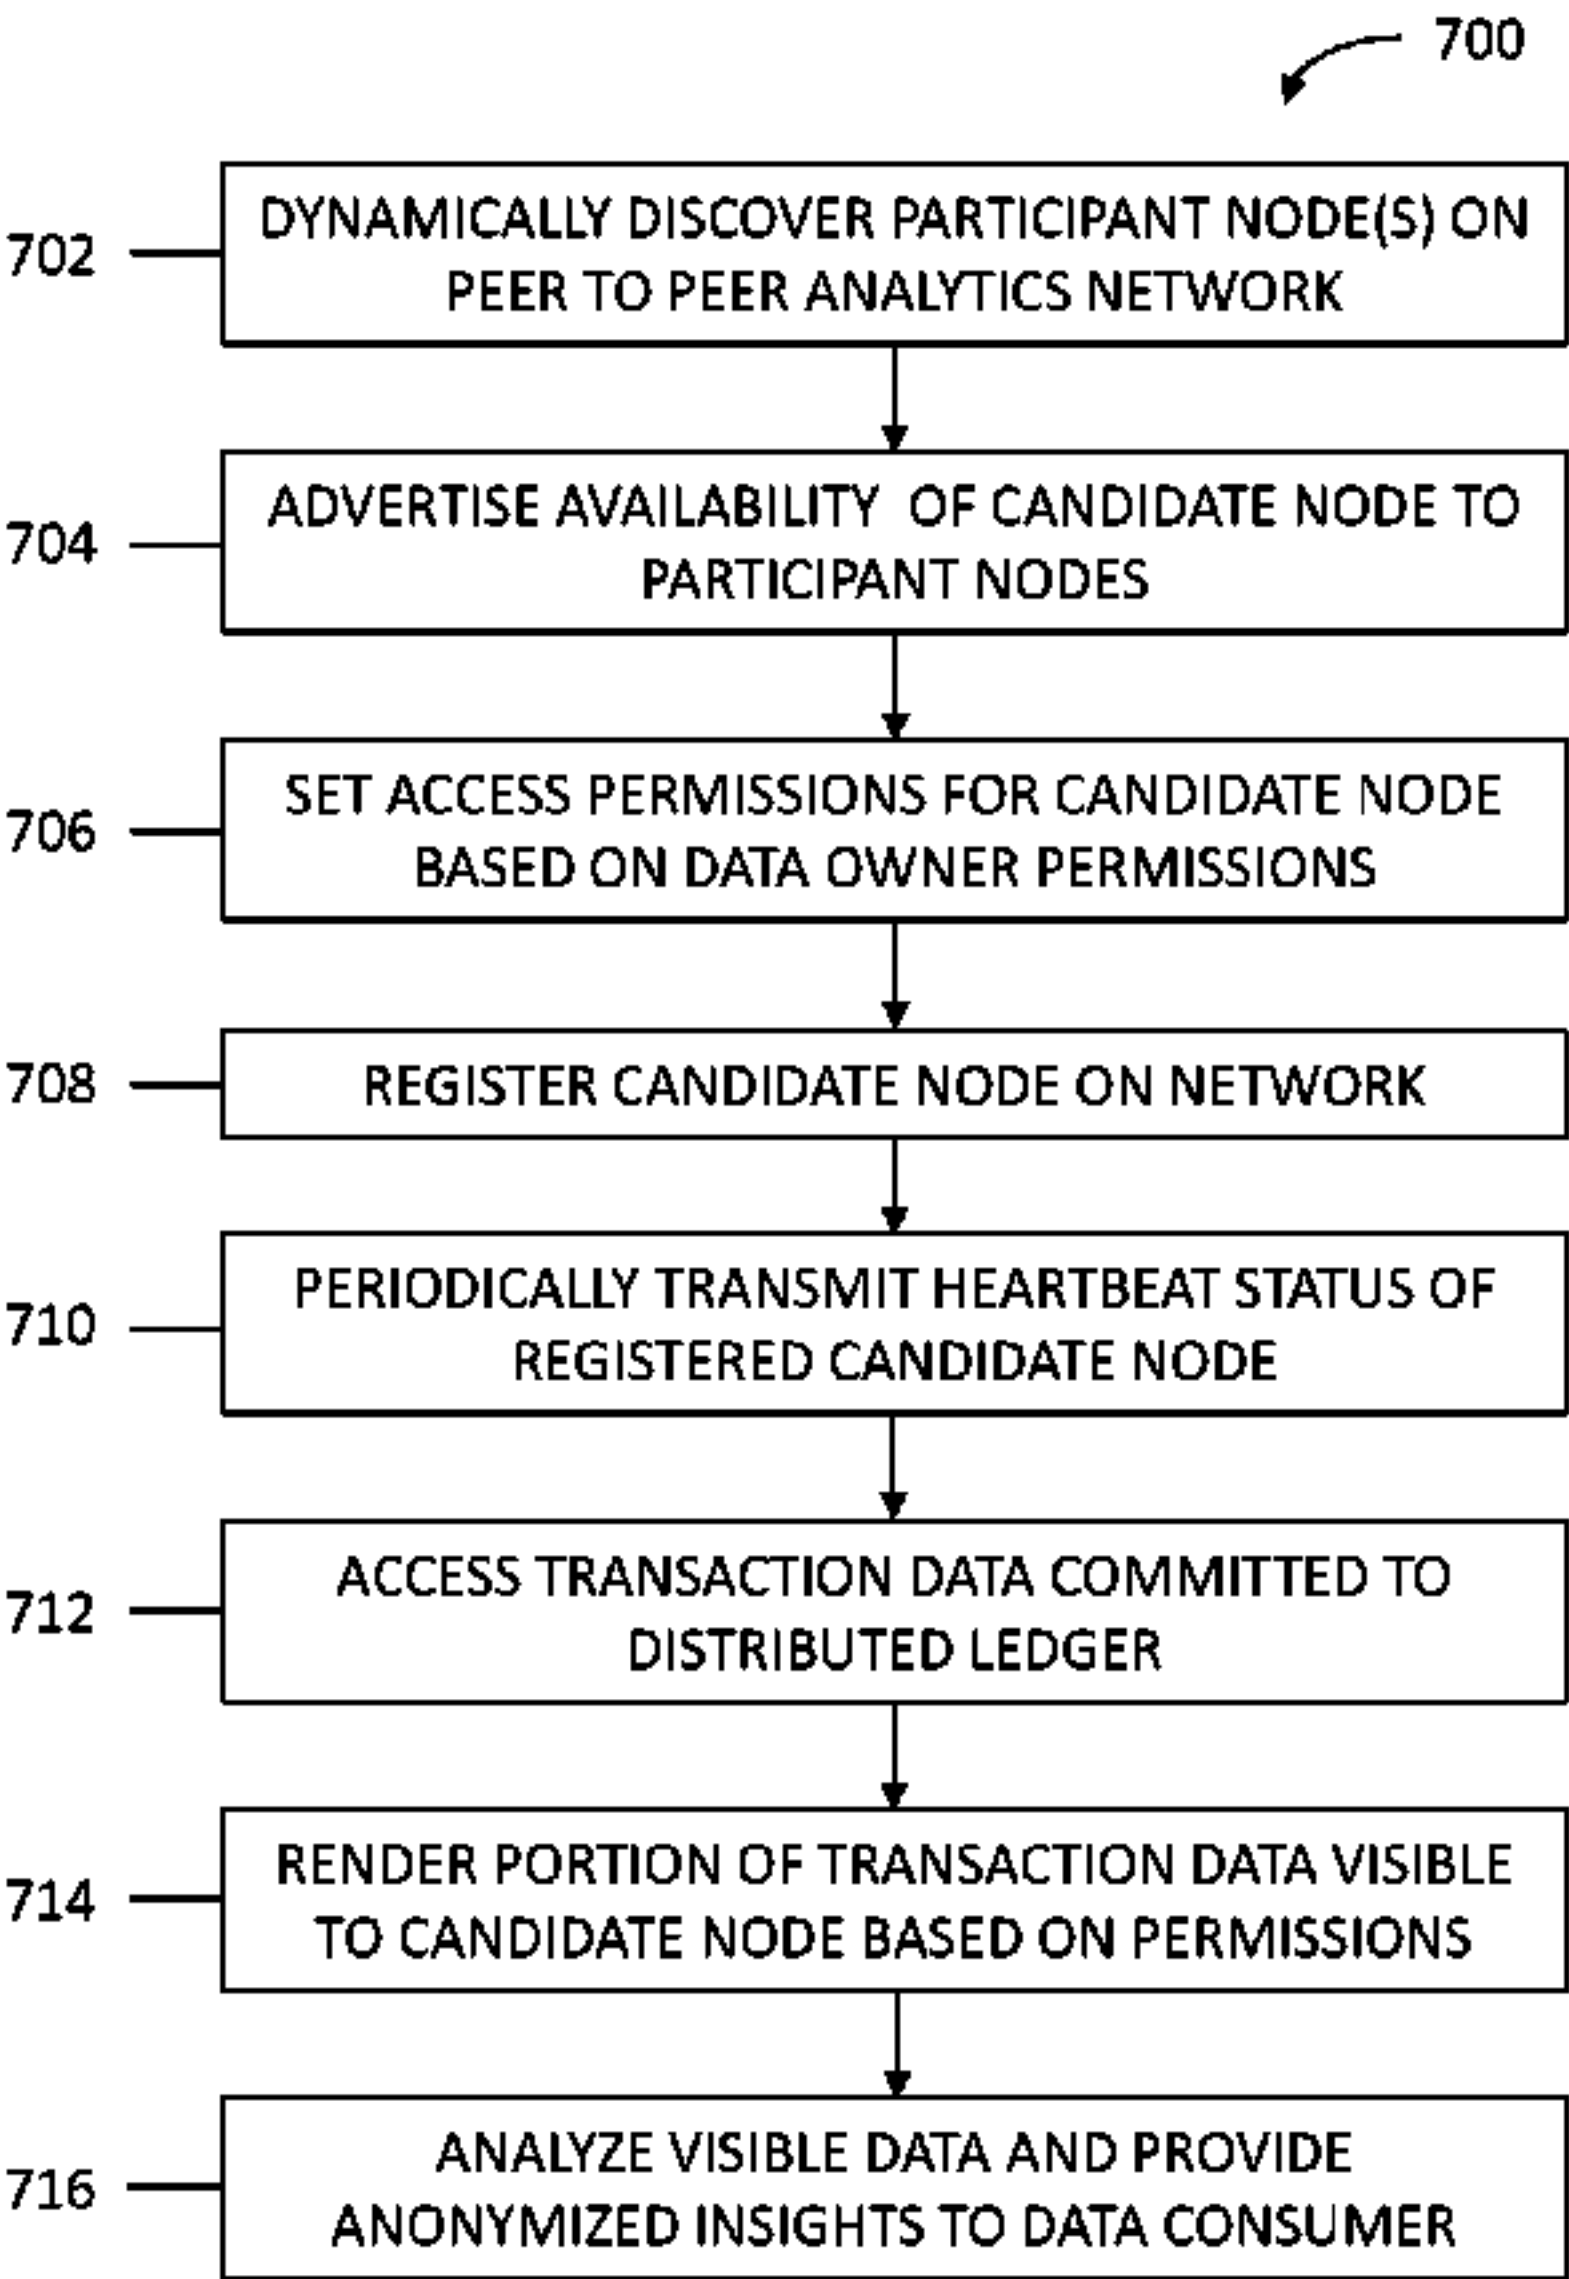 700
702
DYNAMICALLY DISCOVER PARTICIPANT NODE(S) ON
PEER TO PEER ANALYTICS NETWORK
704
ADVERTISE AVAILABILITY OF CANDIDATE NODE TO
PARTICIPANT NODES
706
SET ACCESS PERMISSIONS FOR CANDIDATE NODE
BASED ON DATA OWNER PERMISSIONS
708
REGISTER CANDIDATE NODE ON NETWORK
710
PERIODICALLY TRANSMIT HEARTBEAT STATUS OF
REGISTERED CANDIDATE NODE
712
ACCESS TRANSACTION DATA COMMITTED TO
DISTRIBUTED LEDGER
714
RENDER PORTION OF TRANSACTION DATA VISIBLE
TO CANDIDATE NODE BASED ON PERMISSIONS
716
ANALYZE VISIBLE DATA AND PROVIDE
ANONYMIZED INSIGHTS TO DATA CONSUMER